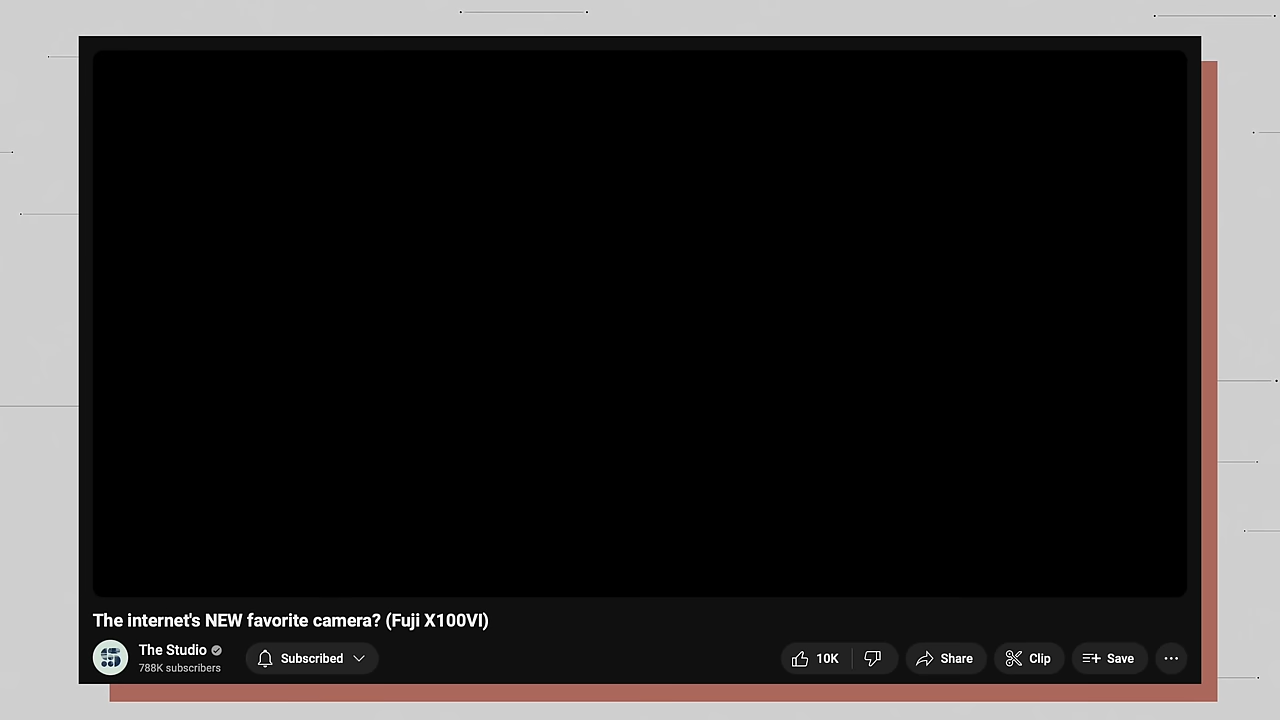 The internet's NEW favorite camera? (Fuji X100VI)
The Studio
788K subscribers
Subscribed
10K
Share
Clip
Save